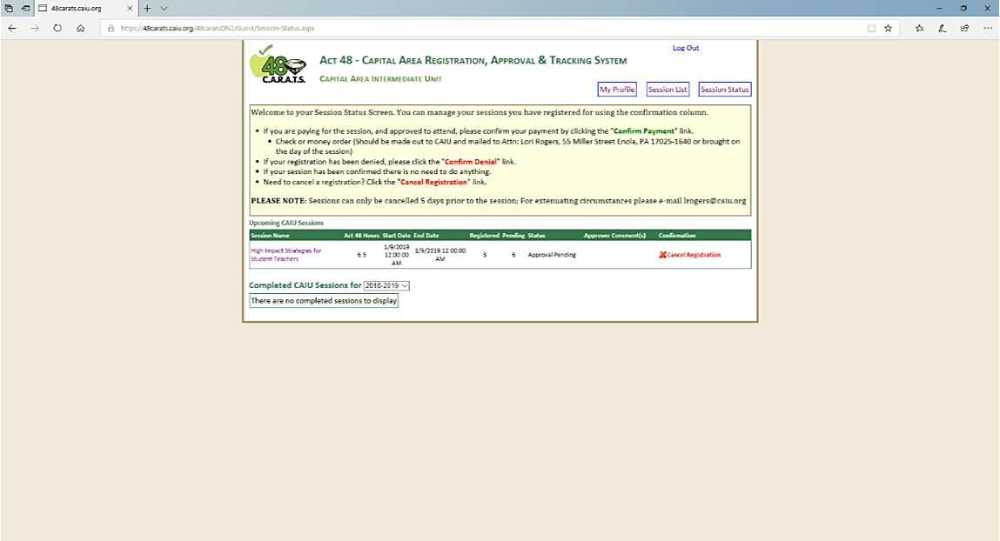 48carats.caiu.org
https://48carats.caiu.org/48caratsDN2/Guest/Session-Status.aspx
Log Out
48
C.A.R.A.T.S.
Act 48 - Capital Area Registration, Approval & Tracking System
Capital Area Intermediate Unit
My Profile Session List Session Status
Welcome to your Session Status Screen. You can manage your sessions you have registered for using the confirmation column.
If you are paying for the session, and approved to attend, please confirm your payment by clicking the "Confirm Payment" link.
Check or money order (Should be made out to CAIU and mailed to Attn: Lori Rogers, 55 Miller Street Enola, PA 17025-1640 or brought on
the day of the session)
If your registration has been denied, please click the "Confirm Denial" link.
If your session has been confirmed there is no need to do anything.
Need to cancel a registration? Click the "Cancel Registration" link.
PLEASE NOTE: Sessions can only be cancelled 5 days prior to the session; For extenuating circumstances please e-mail lrogers@caiu.org
Upcoming CAIU Sessions
Session Name Act 48 Hours Start Date End Date Registered Pending Status Approver Comment(s) Confirmation
High Impact Strategies for
Student Teachers
6.5
1/9/2019
12:00:00
AM
1/9/2019 12:00:00
AM
3 6 Approval Pending Cancel Registration
Completed CAIU Sessions for 2018-2019
There are no completed sessions to display